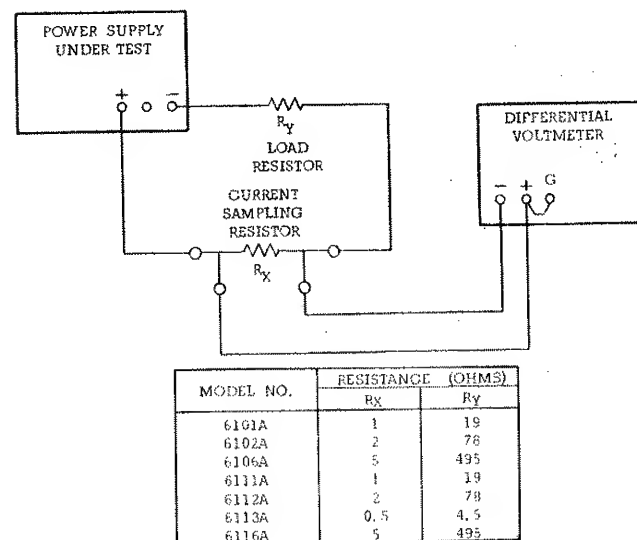 POWER SUPPLY
UNDER TEST
+ −
RY
LOAD
RESISTOR
CURRENT
SAMPLING
RESISTOR
RX
DIFFERENTIAL
VOLTMETER
− + G
MODEL NO. RESISTANCE (OHMS)
RX RY
6101A 1 19
6102A 2 78
6106A 5 495
6111A 1 19
6112A 2 78
6113A 0.5 4.5
6116A 5 495